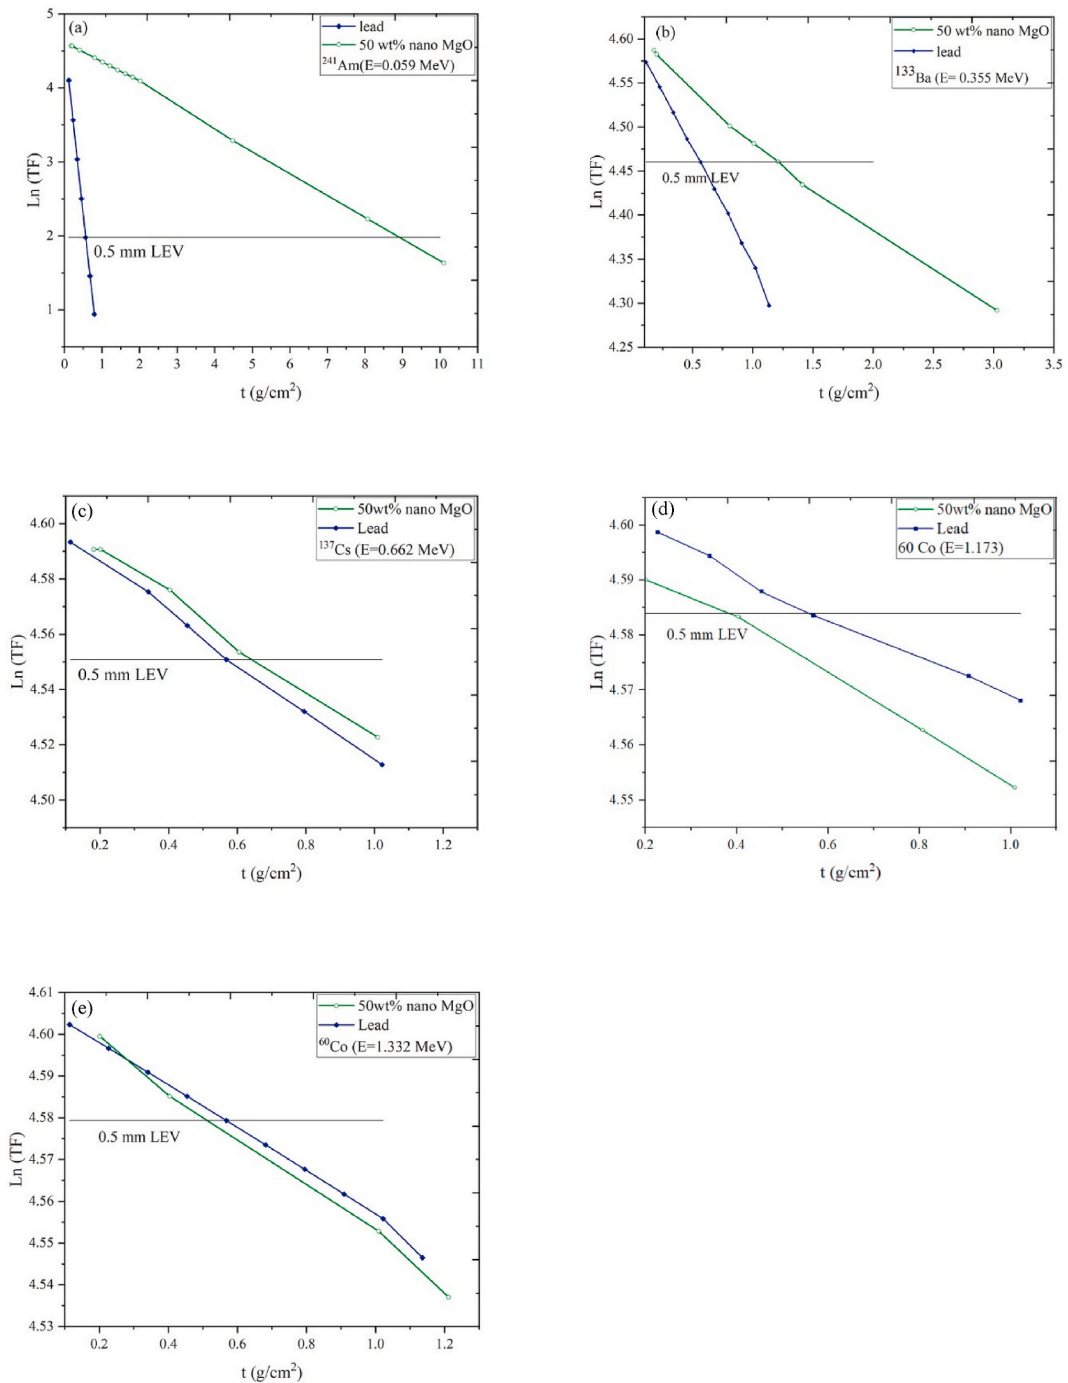 (a)
lead
50 wt% nano MgO
241Am(E=0.059 MeV)
5
4
3
2
1
Ln (TF)
0.5 mm LEV
0 1 2 3 4 5 6 7 8 9 10 11
t (g/cm2)
(b)
50 wt% nano MgO
lead
133Ba (E= 0.355 MeV)
4.60
4.55
4.50
4.45
4.40
4.35
4.30
4.25
Ln (TF)
0.5 mm LEV
0.5 1.0 1.5 2.0 2.5 3.0 3.5
t (g/cm2)
(c)
50wt% nano MgO
Lead
137Cs (E=0.662 MeV)
4.60
4.58
4.56
4.54
4.52
4.50
Ln (TF)
0.5 mm LEV
0.2 0.4 0.6 0.8 1.0 1.2
t (g/cm2)
(d)
50wt% nano MgO
Lead
60 Co (E=1.173)
4.60
4.59
4.58
4.57
4.56
4.55
Ln (TF)
0.5 mm LEV
0.2 0.4 0.6 0.8 1.0
t (g/cm2)
(e)
50wt% nano MgO
Lead
60Co (E=1.332 MeV)
4.61
4.60
4.59
4.58
4.57
4.56
4.55
4.54
4.53
Ln (TF)
0.5 mm LEV
0.2 0.4 0.6 0.8 1.0 1.2
t (g/cm2)